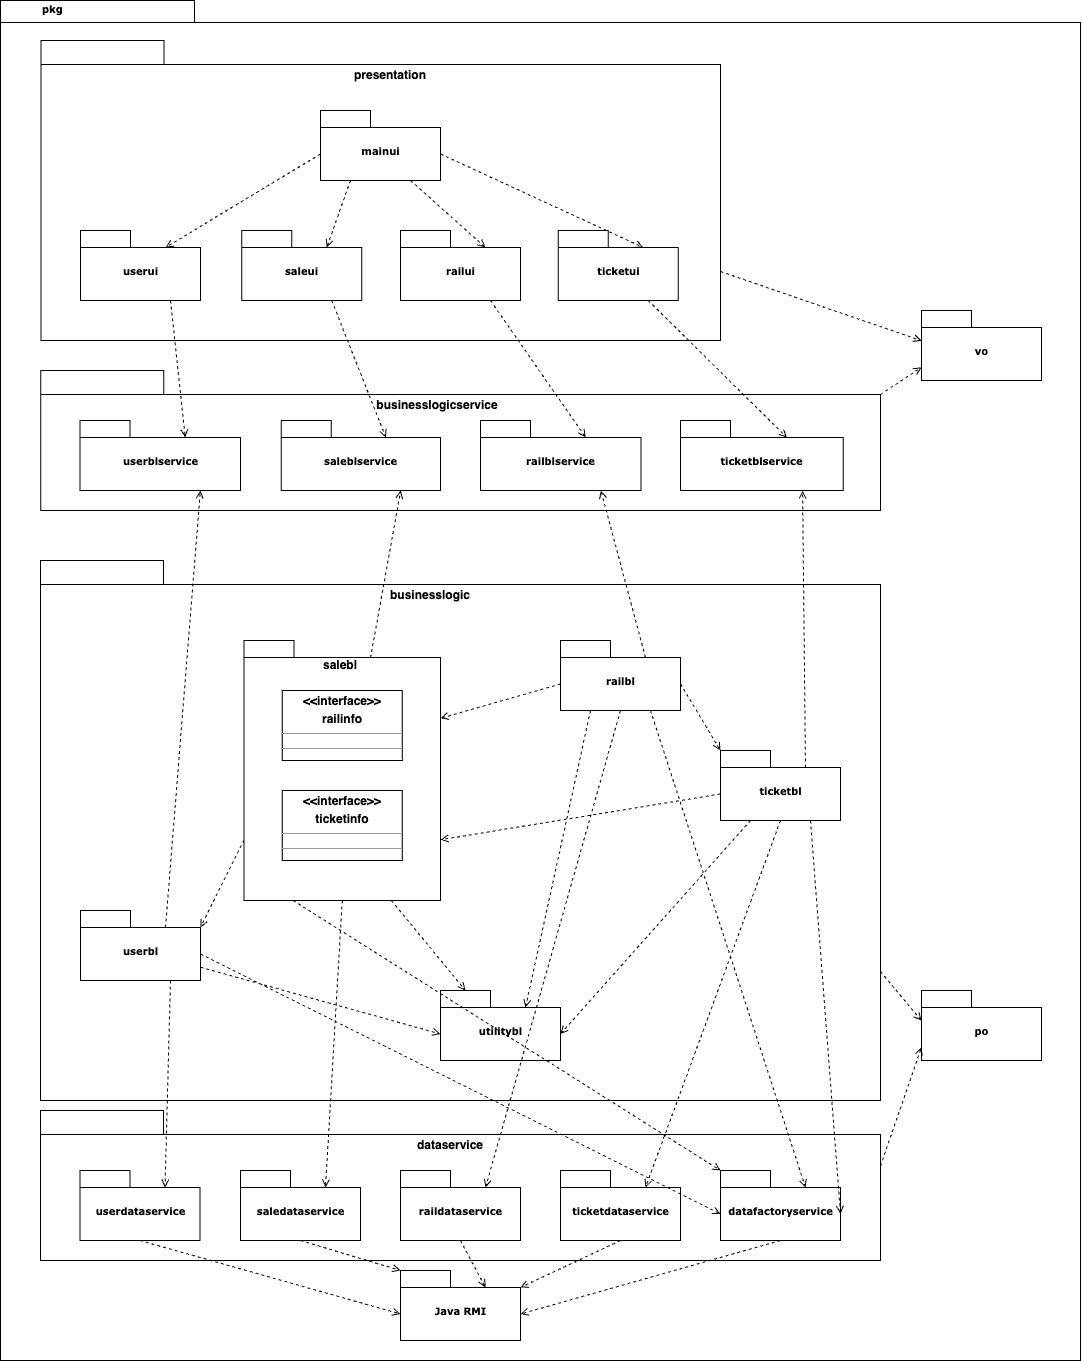 pkg
presentation
mainui
userui
saleui
railui
ticketui
vo
businesslogicservice
userblservice
saleblservice
railblservice
ticketblservice
businesslogic
salebl
<<interface>>
railinfo
<<interface>>
ticketinfo
railbl
ticketbl
userbl
utilitybl
po
dataservice
userdataservice
saledataservice
raildataservice
ticketdataservice
datafactoryservice
Java RMI